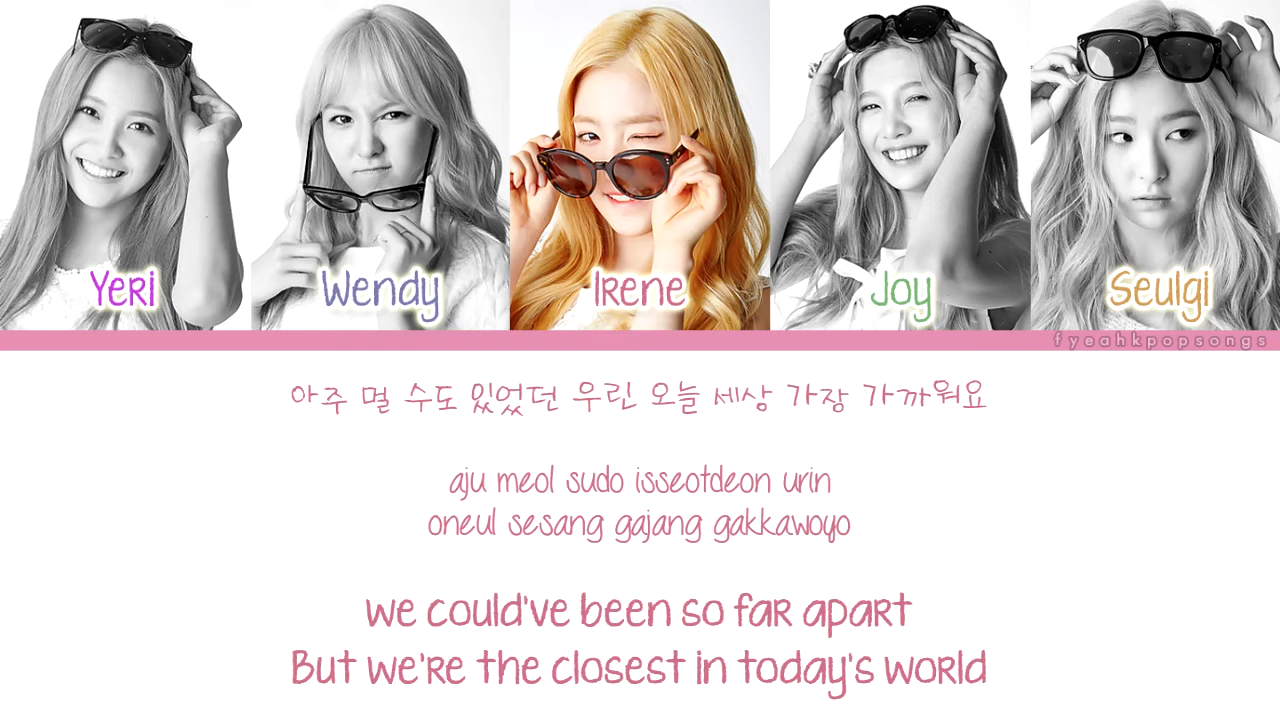 Yeri
Wendy
Irene
Joy
Seulgi
fyeahkpopsongs
아주 멀 수도 있었던 우린 오늘 세상 가장 가까워요
aju meol sudo isseotdeon urin
oneul sesang gajang gakkawoyo
We could've been so far apart
But we're the closest in today's world